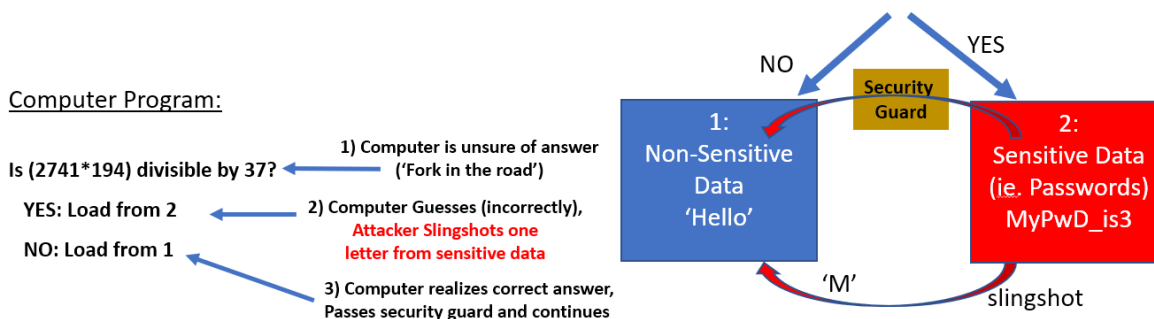 Computer Program:
Is (2741*194) divisible by 37?
YES: Load from 2
NO: Load from 1
1) Computer is unsure of answer
(‘Fork in the road’)
2) Computer Guesses (incorrectly),
Attacker Slingshots one
letter from sensitive data
3) Computer realizes correct answer,
Passes security guard and continues
NO
YES
Security
Guard
1:
Non-Sensitive
Data
‘Hello’
2:
Sensitive Data
(ie. Passwords)
MyPwD_is3
‘M’
slingshot